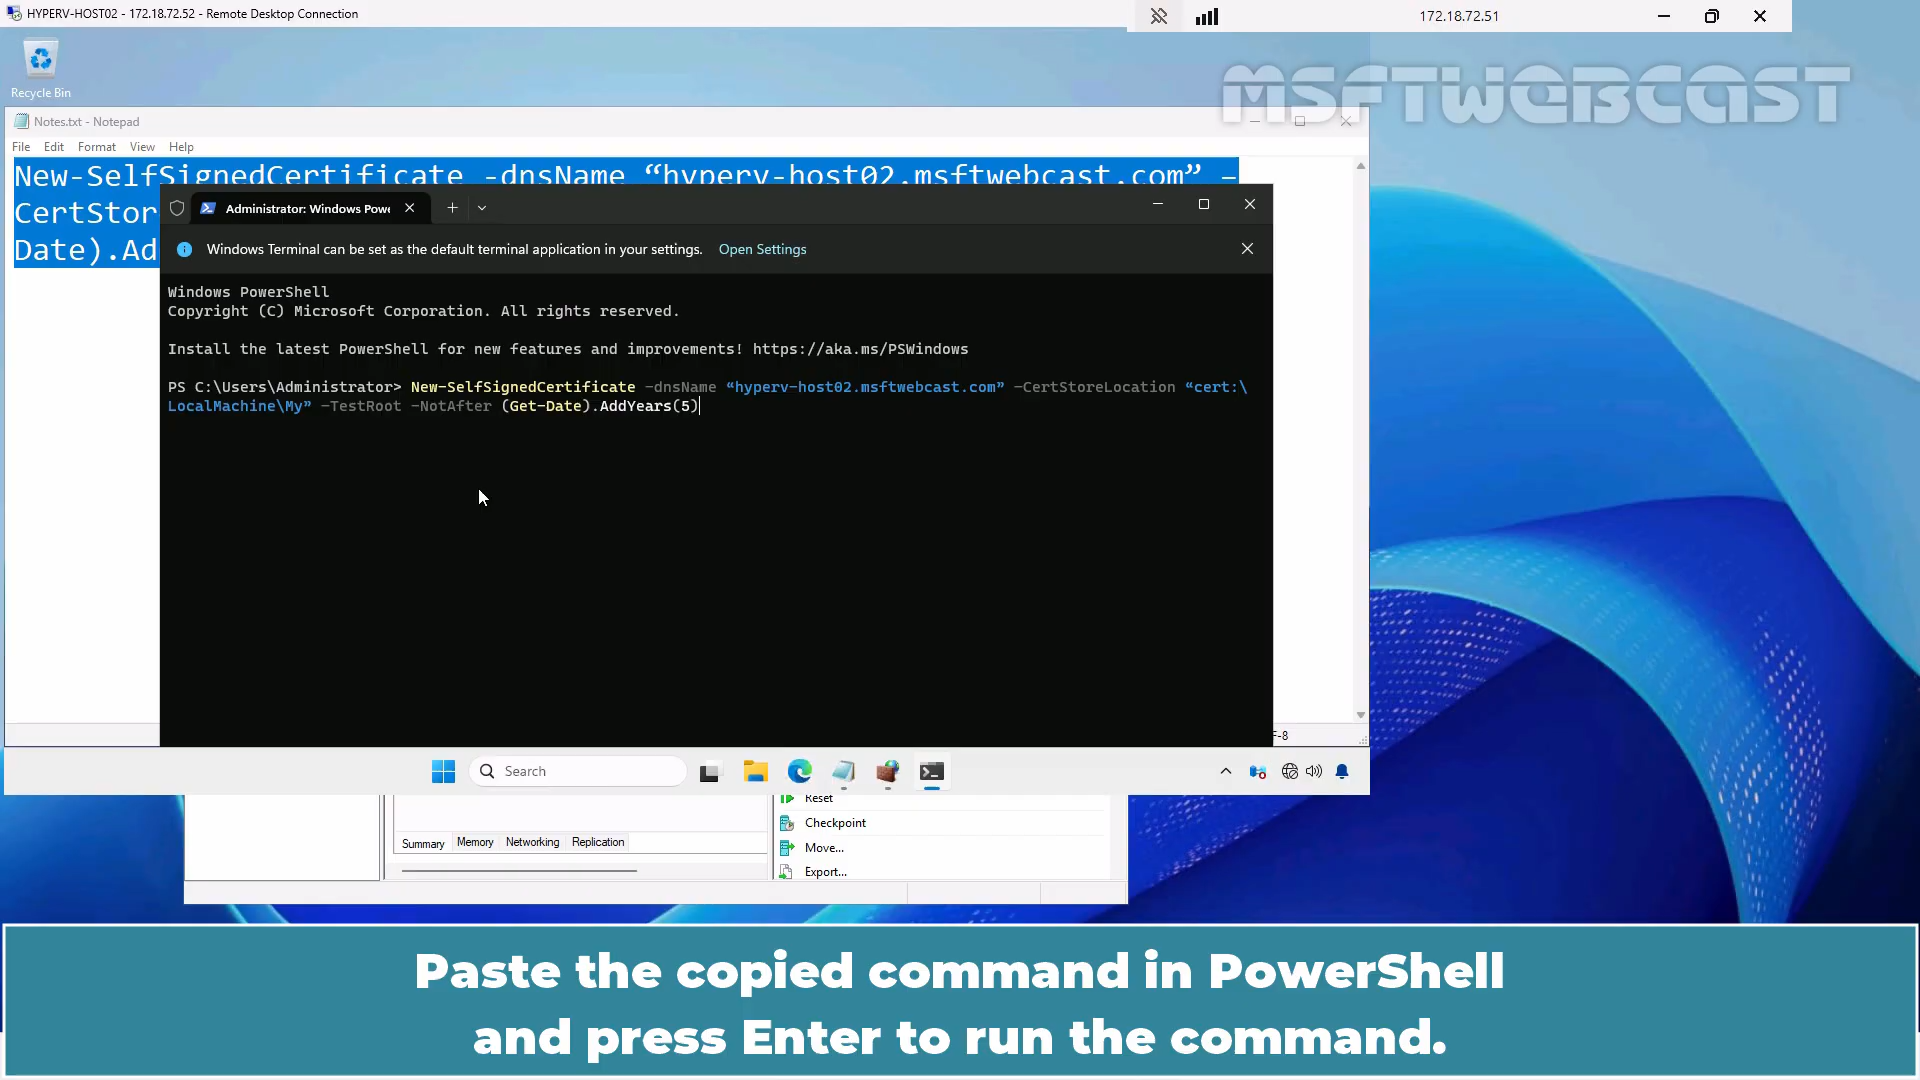 HYPERV-HOST02 - 172.18.72.52 - Remote Desktop Connection
172.18.72.51
Recycle Bin
MSFTWEBCAST
Notes.txt - Notepad
File Edit Format View Help
New-SelfSignedCertificate -dnsName “hyperv-host02.msftwebcast.com” –
CertStor
Date).Ad
Administrator: Windows Powe
Windows Terminal can be set as the default terminal application in your settings. Open Settings
Windows PowerShell
Copyright (C) Microsoft Corporation. All rights reserved.
Install the latest PowerShell for new features and improvements! https://aka.ms/PSWindows
PS C:\Users\Administrator> New-SelfSignedCertificate -dnsName “hyperv-host02.msftwebcast.com” –CertStoreLocation “cert:\
LocalMachine\My” –TestRoot –NotAfter (Get-Date).AddYears(5)
F-8
Search
Reset
Checkpoint
Move...
Export...
Summary Memory Networking Replication
Paste the copied command in PowerShell
and press Enter to run the command.